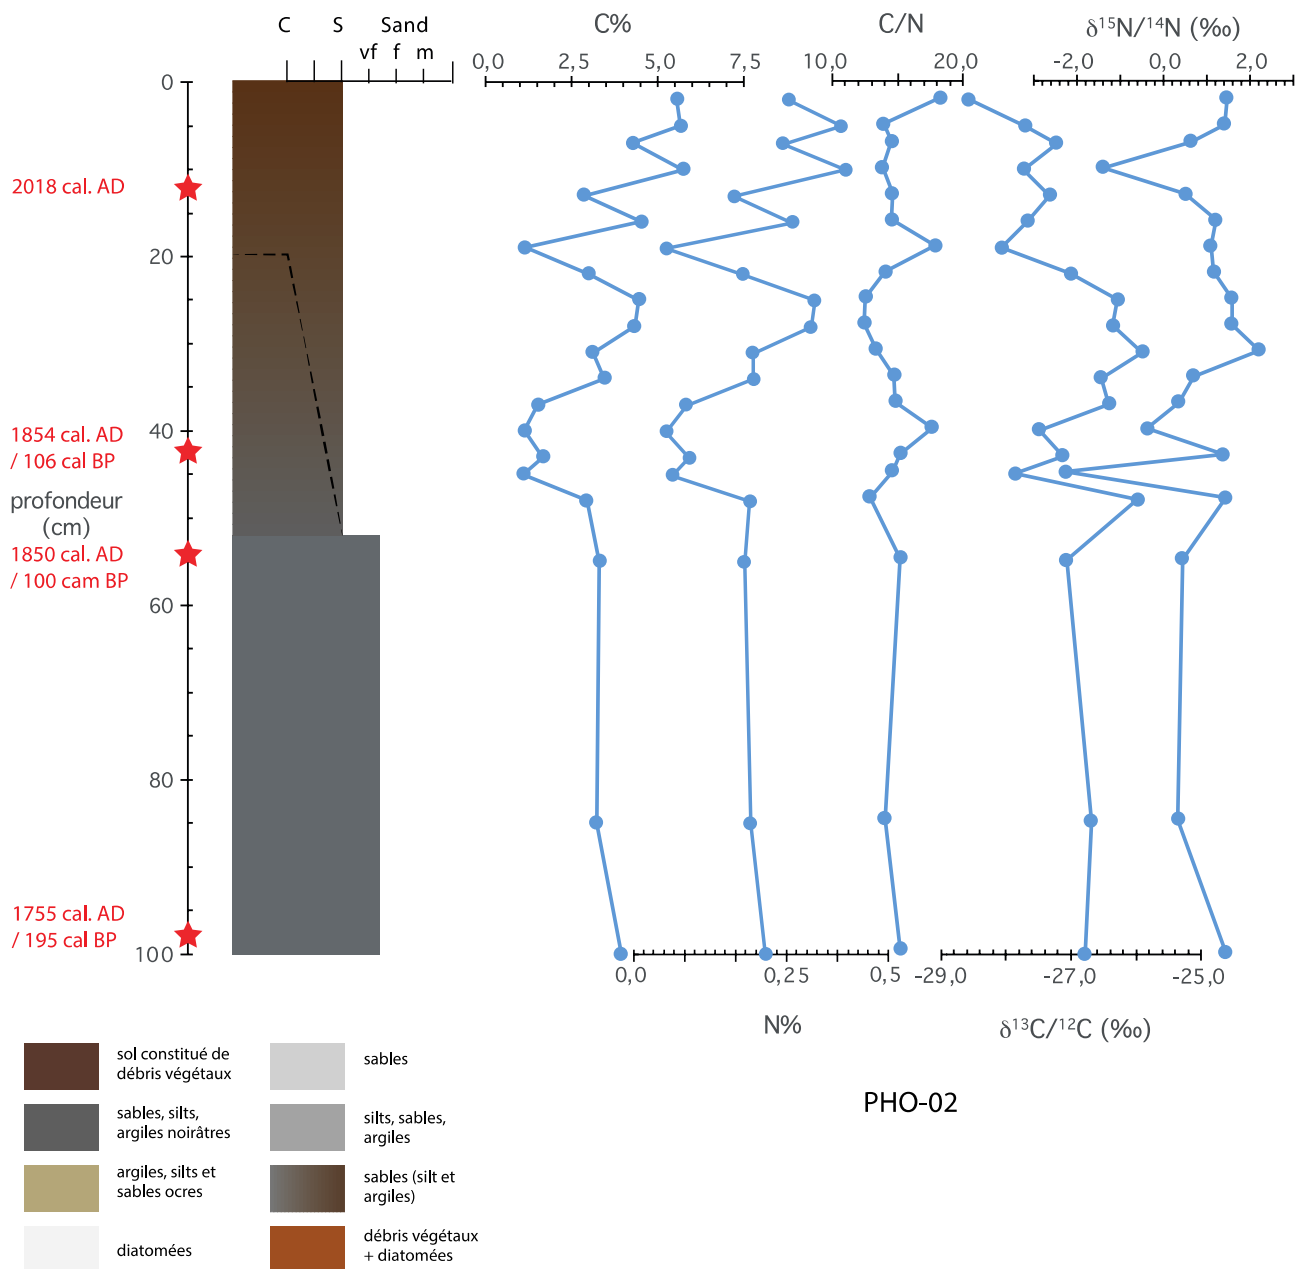 C S Sand
vf f m
C%
0,0 2,5 5,0 7,5
C/N
10,0 20,0
δ¹⁵N/¹⁴N (‰)
-2,0 0,0 2,0
0
2018 cal. AD
20
1854 cal. AD
/ 106 cal BP
40
profondeur
(cm)
1850 cal. AD
/ 100 cam BP
60
80
1755 cal. AD
/ 195 cal BP
100
0,0 0,25 0,5
N%
-29,0 -27,0 -25,0
δ¹³C/¹²C (‰)
PHO-02
sol constitué de
débris végétaux
sables
sables, silts,
argiles noirâtres
silts, sables,
argiles
argiles, silts et
sables ocres
sables (silt et
argiles)
diatomées
débris végétaux
+ diatomées